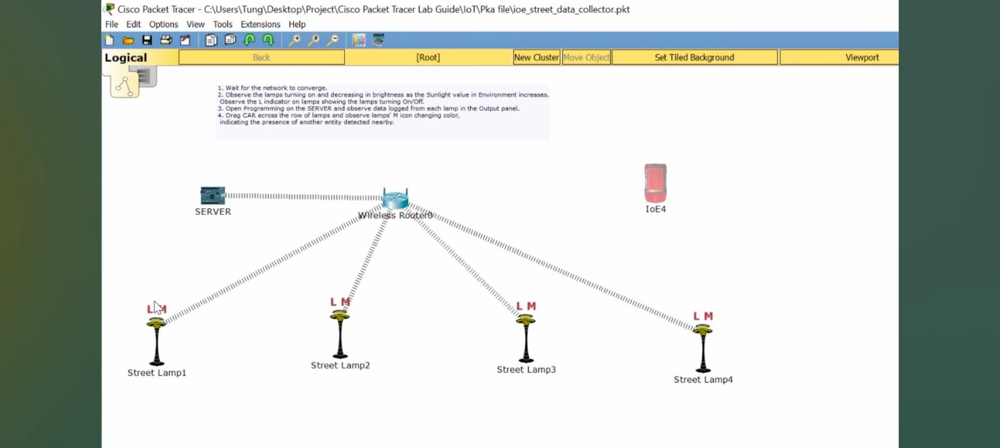 Cisco Packet Tracer - C:\Users\Tung\Desktop\Project\Cisco Packet Tracer Lab Guide\IoT\Pka file\ioe_street_data_collector.pkt
File Edit Options View Tools Extensions Help
Logical Back [Root] New Cluster Move Object Set Tiled Background Viewport
1. Wait for the network to converge.
2. Observe the lamps turning on and decreasing in brightness as the Sunlight value in Environment increases.
Observe the L indicator on lamps showing the lamps turning On/Off.
3. Open Programming on the SERVER and observe data logged from each lamp in the Output panel.
4. Drag CAR across the row of lamps and observe lamps' M icon changing color,
indicating the presence of another entity detected nearby.
SERVER
Wireless Router0
IoE4
L M
L M
L M
L M
Street Lamp1
Street Lamp2
Street Lamp3
Street Lamp4